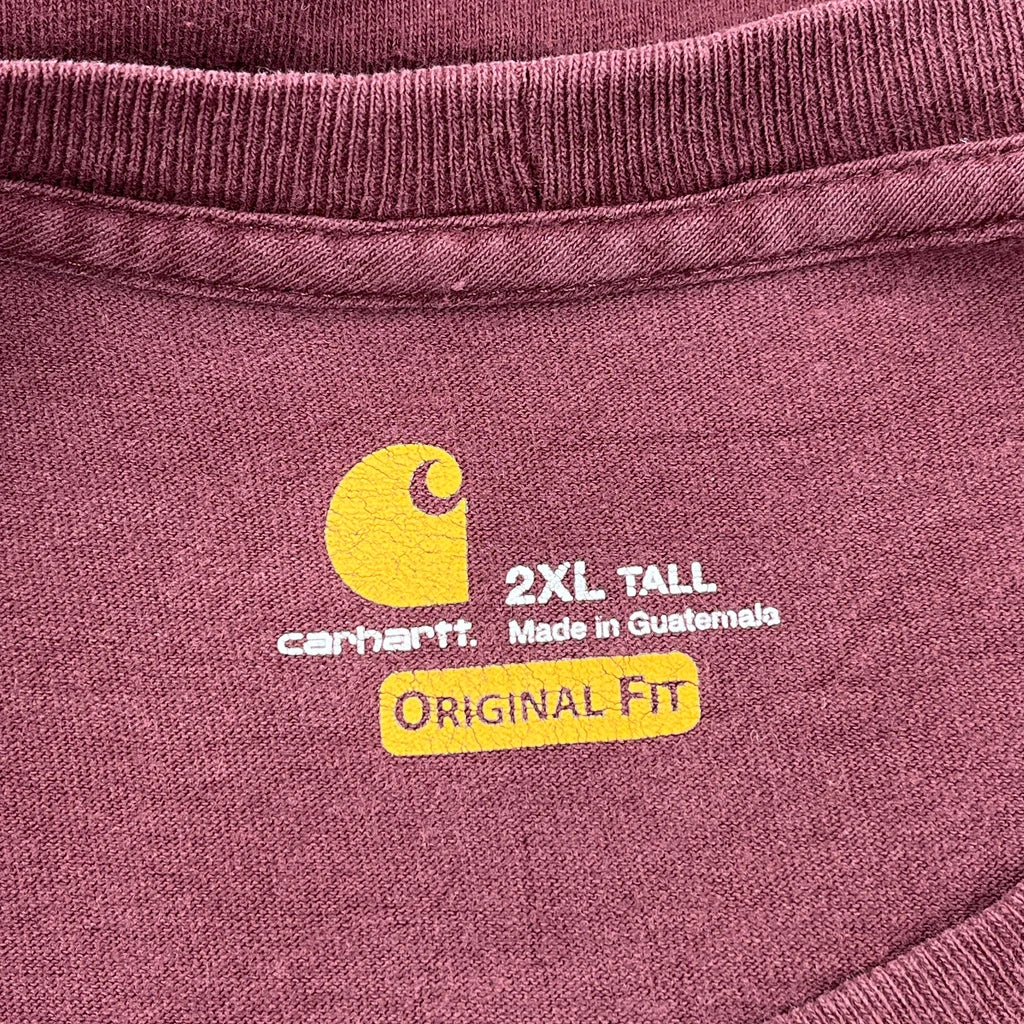 2XL TALL
carhartt. Made in Guatemala
ORIGINAL FIT